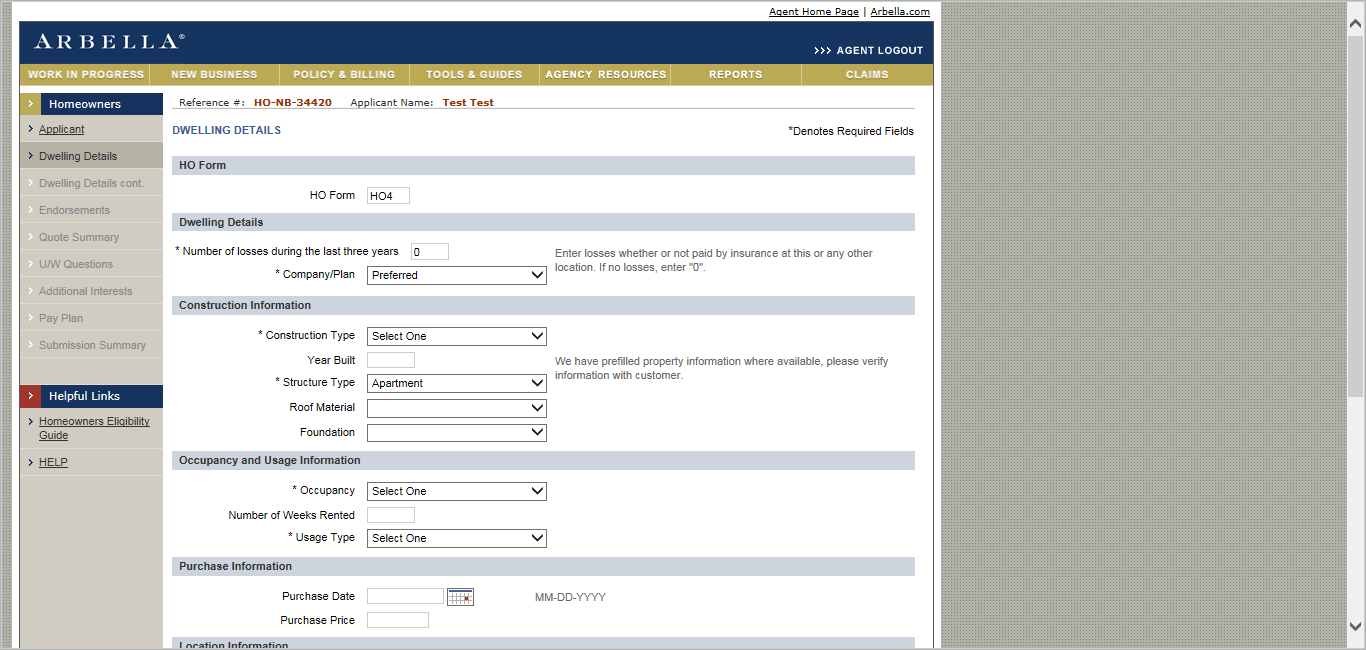 Agent Home Page | Arbella.com
ARBELLA®
>>> AGENT LOGOUT
WORK IN PROGRESS NEW BUSINESS POLICY & BILLING TOOLS & GUIDES AGENCY RESOURCES REPORTS CLAIMS
Homeowners
Applicant
Dwelling Details
Dwelling Details cont.
Endorsements
Quote Summary
U/W Questions
Additional Interests
Pay Plan
Submission Summary
Helpful Links
Homeowners Eligibility
Guide
HELP
Reference #: HO-NB-34420 Applicant Name: Test Test
DWELLING DETAILS
*Denotes Required Fields
HO Form
HO Form HO4
Dwelling Details
* Number of losses during the last three years 0
Enter losses whether or not paid by insurance at this or any other
location. If no losses, enter "0".
* Company/Plan Preferred
Construction Information
* Construction Type Select One
Year Built
We have prefilled property information where available, please verify
information with customer.
* Structure Type Apartment
Roof Material
Foundation
Occupancy and Usage Information
* Occupancy Select One
Number of Weeks Rented
* Usage Type Select One
Purchase Information
Purchase Date MM-DD-YYYY
Purchase Price
Location Information